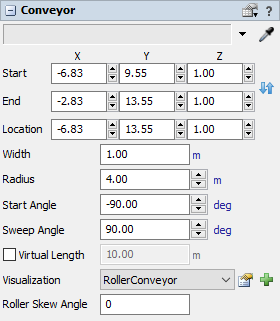 Conveyor
X Y Z
Start -6.83 9.55 1.00
End -2.83 13.55 1.00
Location -6.83 13.55 1.00
Width 1.00 m
Radius 4.00 m
Start Angle -90.00 deg
Sweep Angle 90.00 deg
Virtual Length 10.00 m
Visualization RollerConveyor
Roller Skew Angle 0